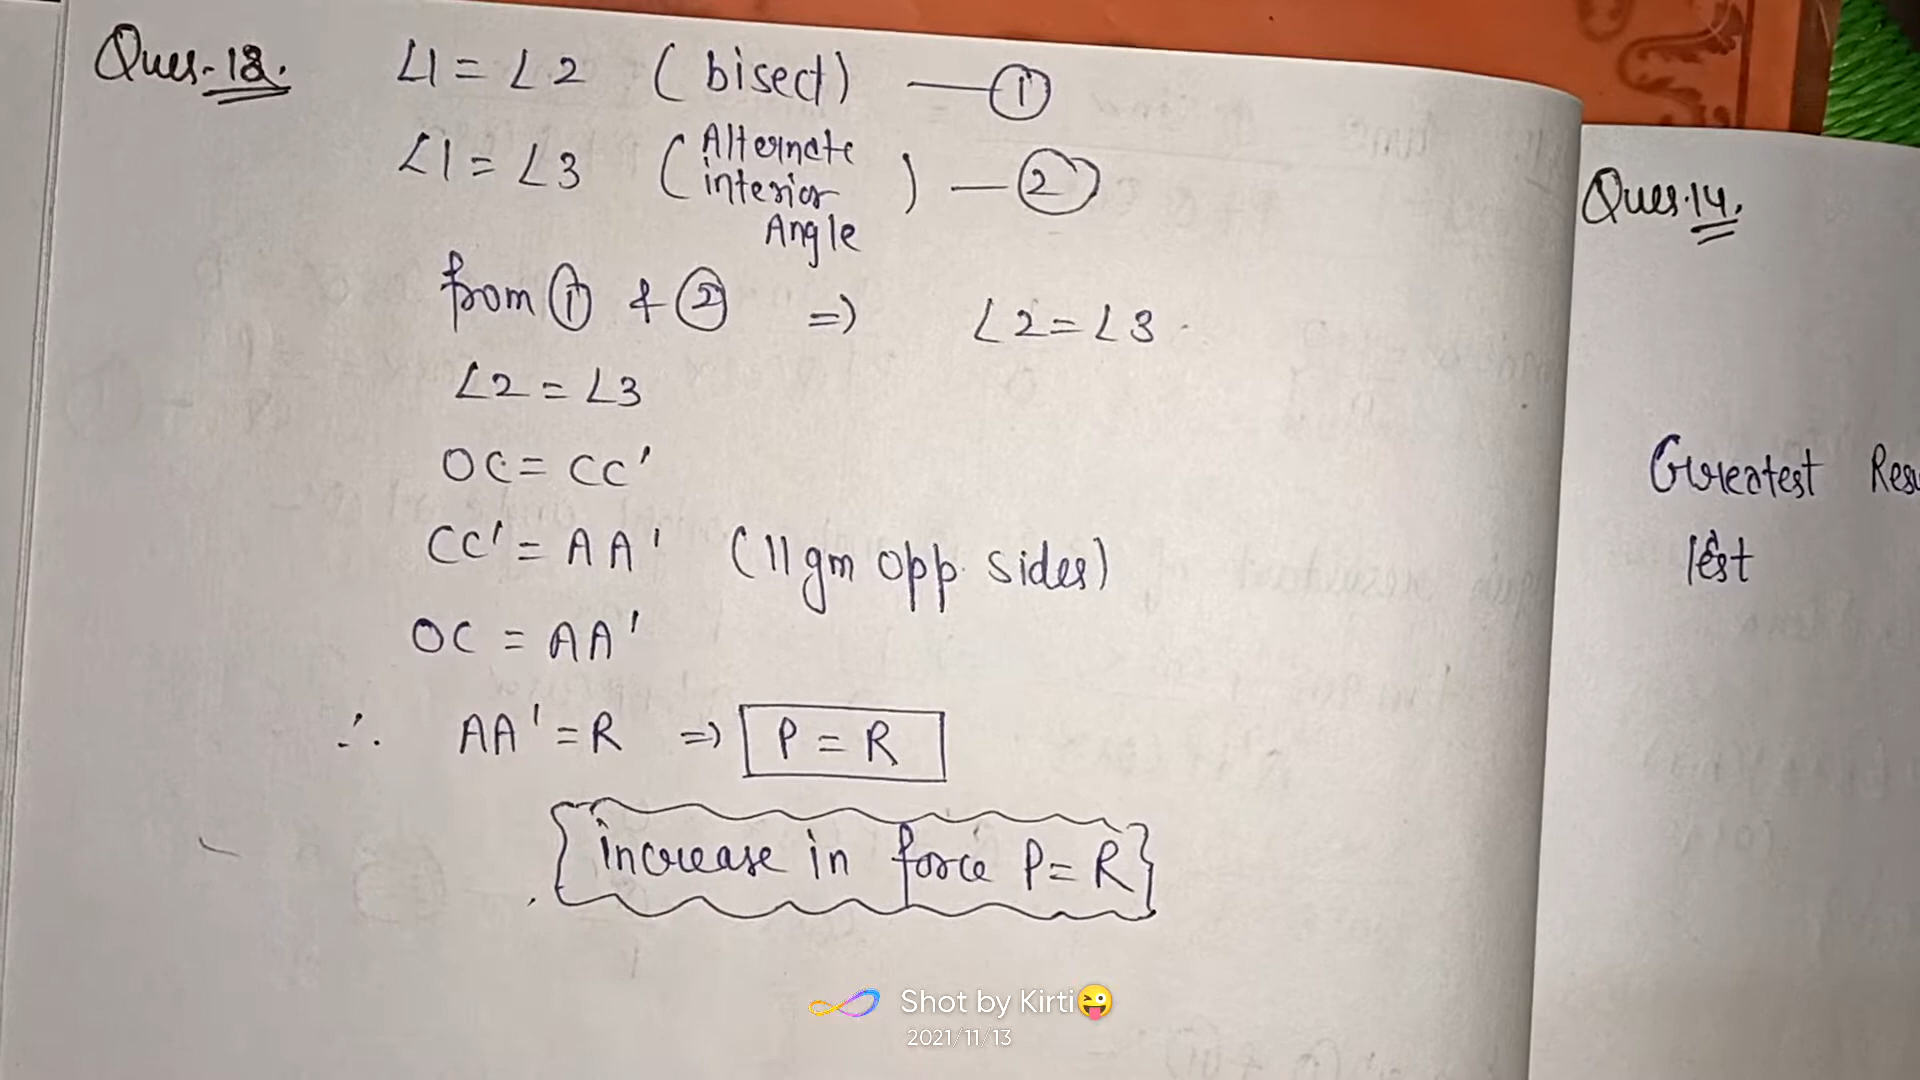 Ques.13. ∠1 = ∠2 (bisect) — ①
∠1 = ∠3 (Alternate interior Angle) — ②
from ① & ② => ∠2 = ∠3
∠2 = ∠3
OC = CC'
CC' = AA' (llgm opp. sides)
OC = AA'
∴ AA' = R => P = R
{increase in force P = R}
Ques.14.
Greatest
lest
Shot by Kirti😜
2021/11/13